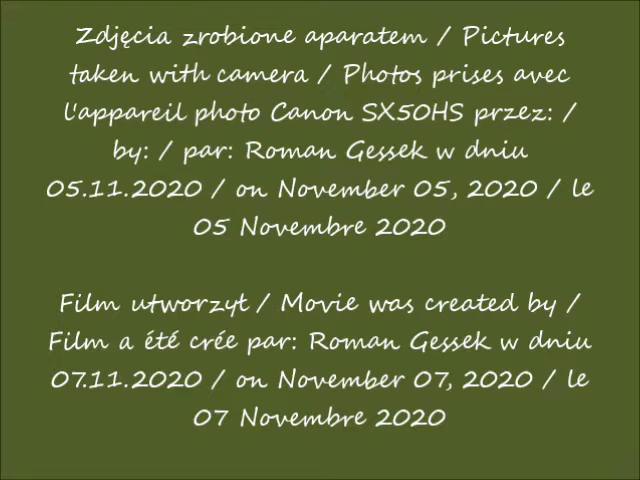 Zdjęcia zrobione aparatem / Pictures
taken with camera / Photos prises avec
l'appareil photo Canon SX50HS przez: /
by: / par: Roman Gessek w dniu
05.11.2020 / on November 05, 2020 / le
05 Novembre 2020
Film utworzył / Movie was created by /
Film a été crée par: Roman Gessek w dniu
07.11.2020 / on November 07, 2020 / le
07 Novembre 2020